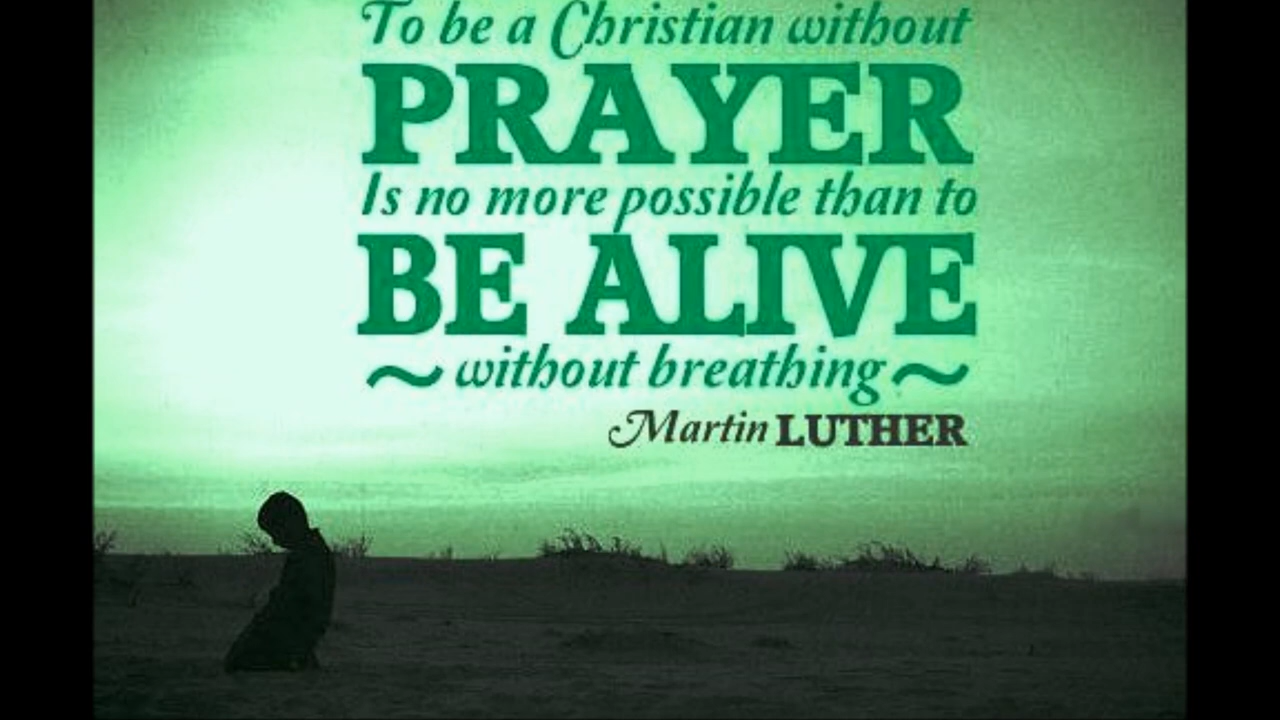 To be a Christian without
PRAYER
Is no more possible than to
BE ALIVE
~without breathing~
Martin LUTHER